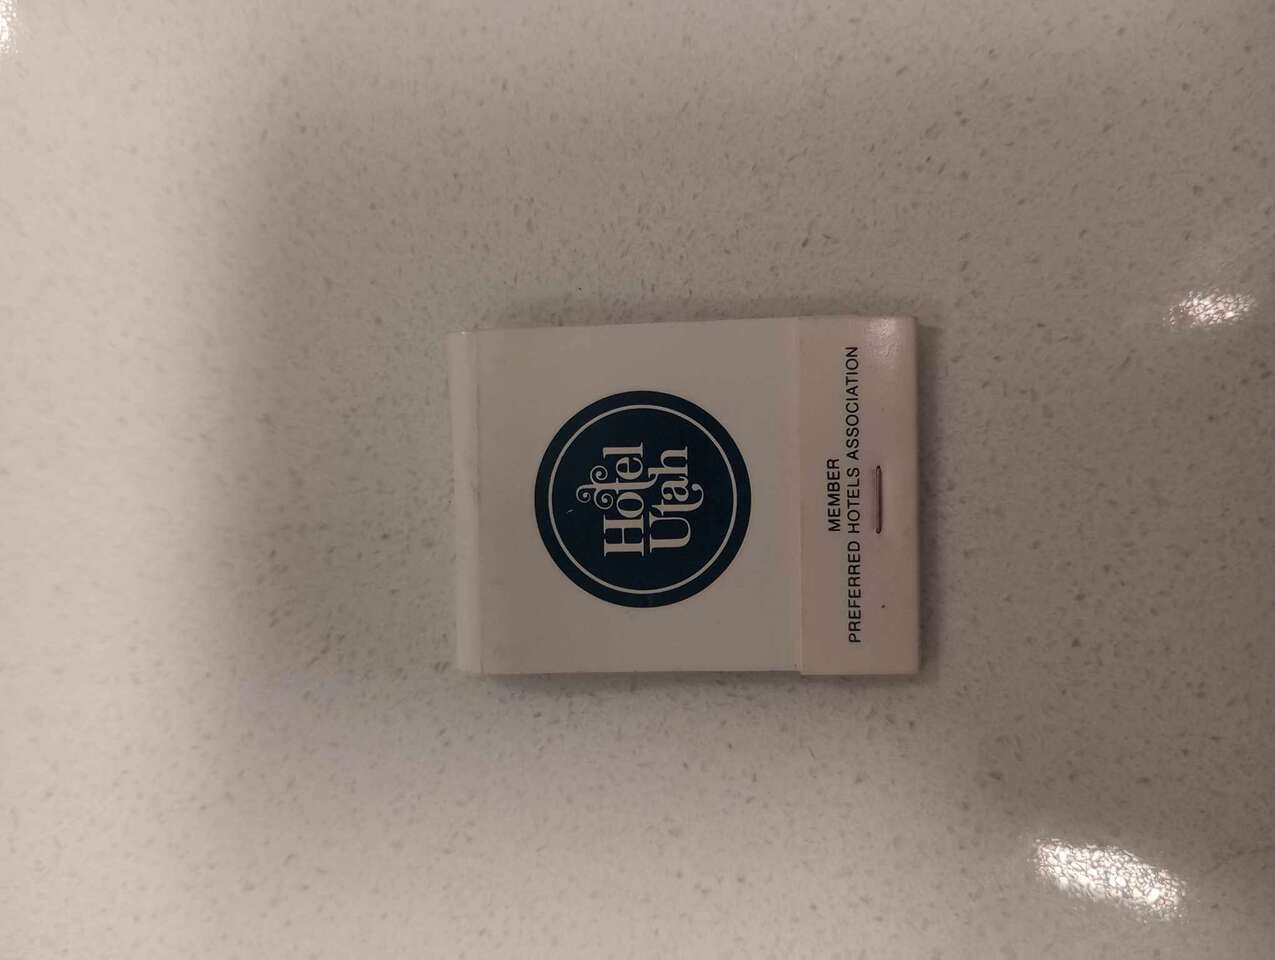 Hotel
Utah
MEMBER
PREFERRED HOTELS ASSOCIATION